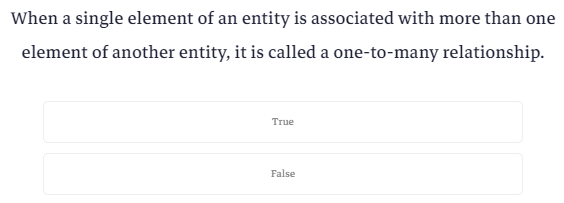 When a single element of an entity is associated with more than one
element of another entity, it is called a one-to-many relationship.
True
False